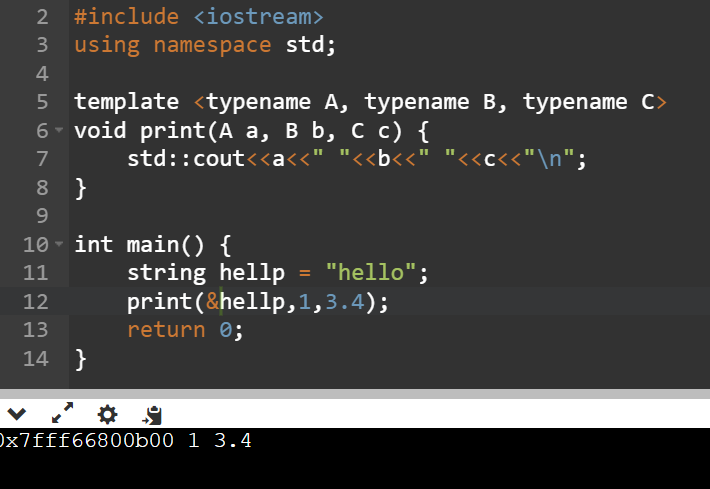 2 #include <iostream>
3 using namespace std;
4
5 template <typename A, typename B, typename C>
6 void print(A a, B b, C c) {
7     std::cout<<a<<" "<<b<<" "<<c<<"\n";
8 }
9
10 int main() {
11     string hellp = "hello";
12     print(&hellp,1,3.4);
13     return 0;
14 }
0x7fff66800b00 1 3.4